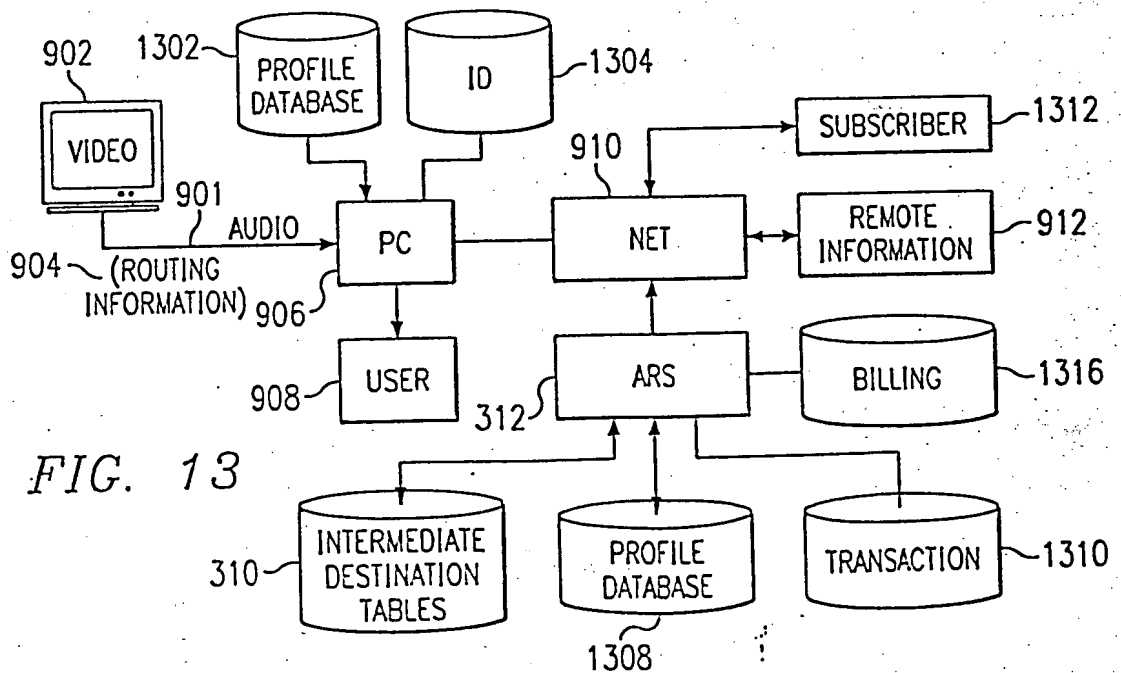 902
1302
PROFILE
DATABASE
ID
1304
VIDEO
SUBSCRIBER
1312
910
901
AUDIO
PC
NET
REMOTE
INFORMATION
912
904
(ROUTING
INFORMATION)
906
USER
908
ARS
312
BILLING
1316
FIG. 13
INTERMEDIATE
DESTINATION
TABLES
310
PROFILE
DATABASE
1308
TRANSACTION
1310